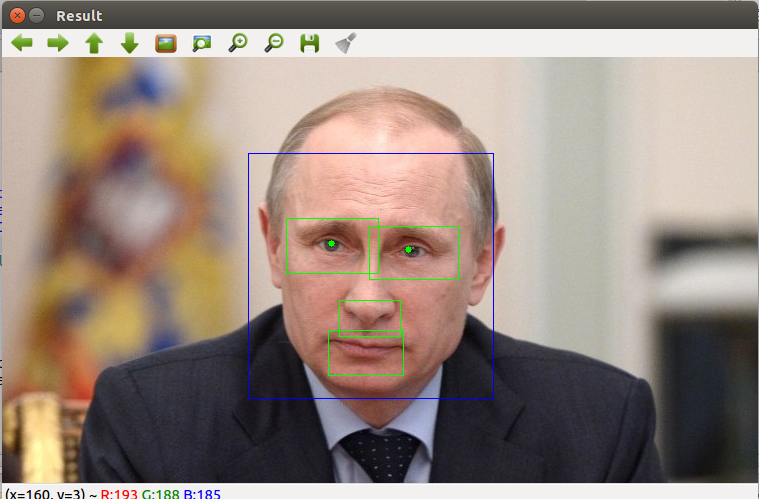 Result
(x=160, y=3) ~ R:193 G:188 B:185